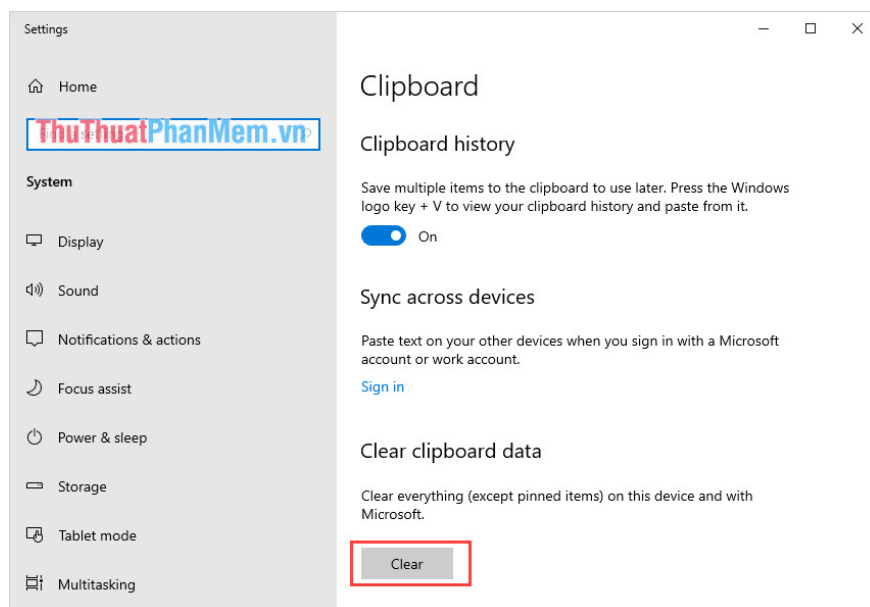 Settings
Home
ThuThuatPhanMem.vn
System
Display
Sound
Notifications & actions
Focus assist
Power & sleep
Storage
Tablet mode
Multitasking
Clipboard
Clipboard history
Save multiple items to the clipboard to use later. Press the Windows
logo key + V to view your clipboard history and paste from it.
On
Sync across devices
Paste text on your other devices when you sign in with a Microsoft
account or work account.
Sign in
Clear clipboard data
Clear everything (except pinned items) on this device and with
Microsoft.
Clear